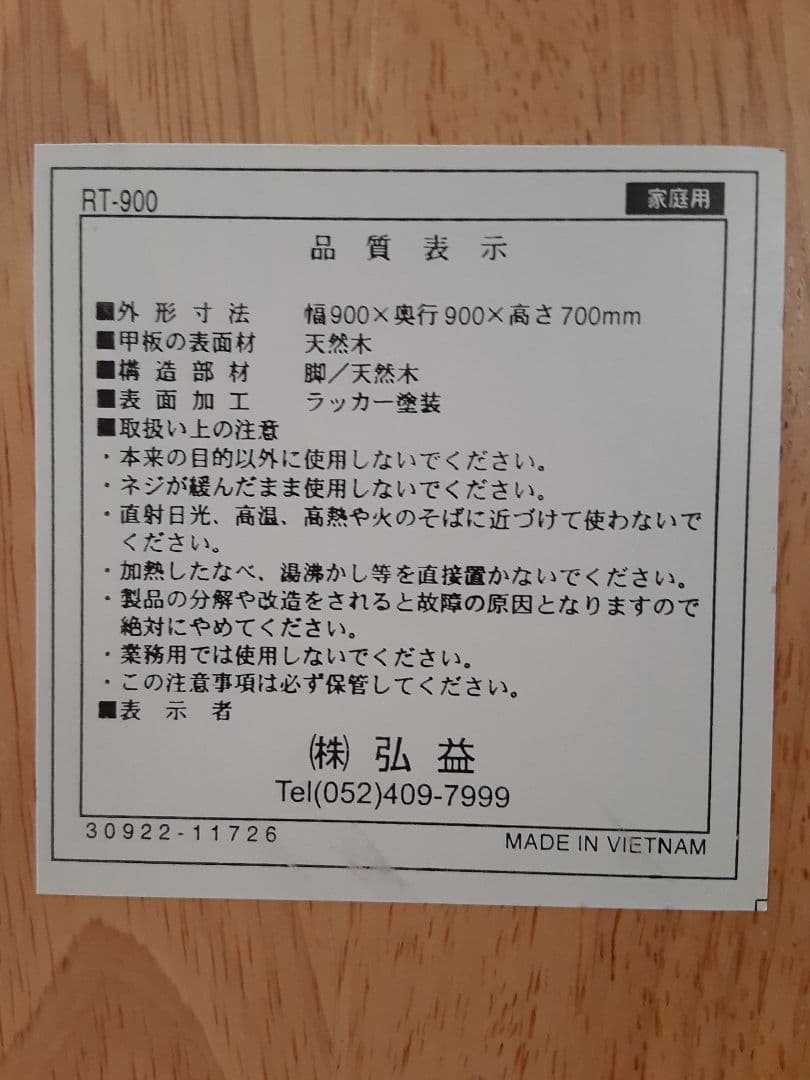 RT-900 家庭用
品質表示
■外形寸法 幅900×奥行900×高さ700mm
■甲板の表面材 天然木
■構造部材 脚／天然木
■表面加工 ラッカー塗装
■取扱い上の注意
・本来の目的以外に使用しないでください。
・ネジが緩んだまま使用しないでください。
・直射日光、高温、高熱や火のそばに近づけて使わないで
ください。
・加熱したなべ、湯沸かし等を直接置かないでください。
・製品の分解や改造をされると故障の原因となりますので
絶対にやめてください。
・業務用では使用しないでください。
・この注意事項は必ず保管してください。
■表示者
㈱弘益
Tel(052)409-7999
30922-11726 MADE IN VIETNAM